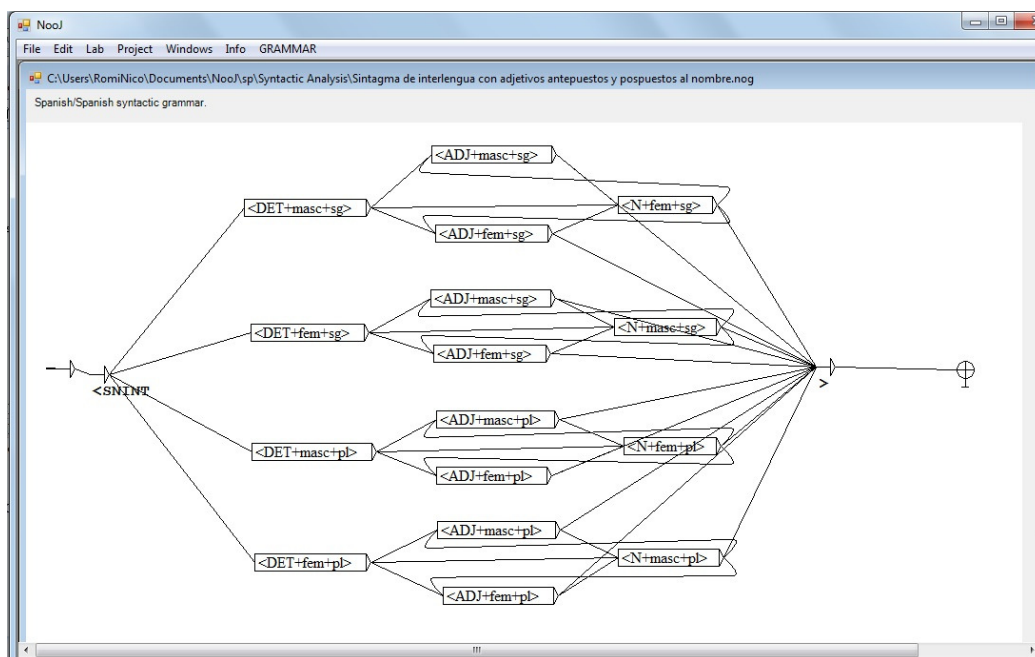 NooJ
File Edit Lab Project Windows Info GRAMMAR
C:\Users\RomiNico\Documents\NooJ\sp\Syntactic Analysis\Sintagma de interlengua con adjetivos antepuestos y pospuestos al nombre.nog
Spanish/Spanish syntactic grammar.
<ADJ+masc+sg>
<DET+masc+sg> <N+fem+sg>
<ADJ+fem+sg>
<ADJ+masc+sg>
<DET+fem+sg> <N+masc+sg>
<ADJ+fem+sg>
<SNINT >
<ADJ+masc+pl>
<DET+masc+pl> <N+fem+pl>
<ADJ+fem+pl>
<ADJ+masc+pl>
<DET+fem+pl> <N+masc+pl>
<ADJ+fem+pl>